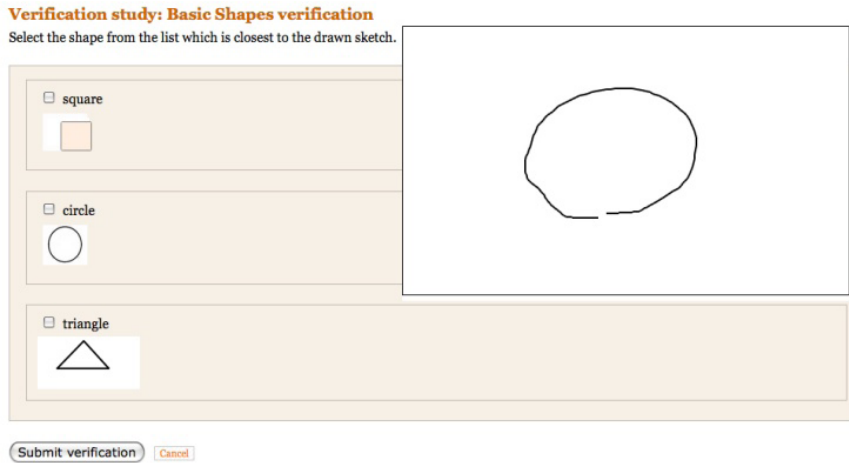 Verification study: Basic Shapes verification
Select the shape from the list which is closest to the drawn sketch.
square
circle
triangle
Submit verification
Cancel